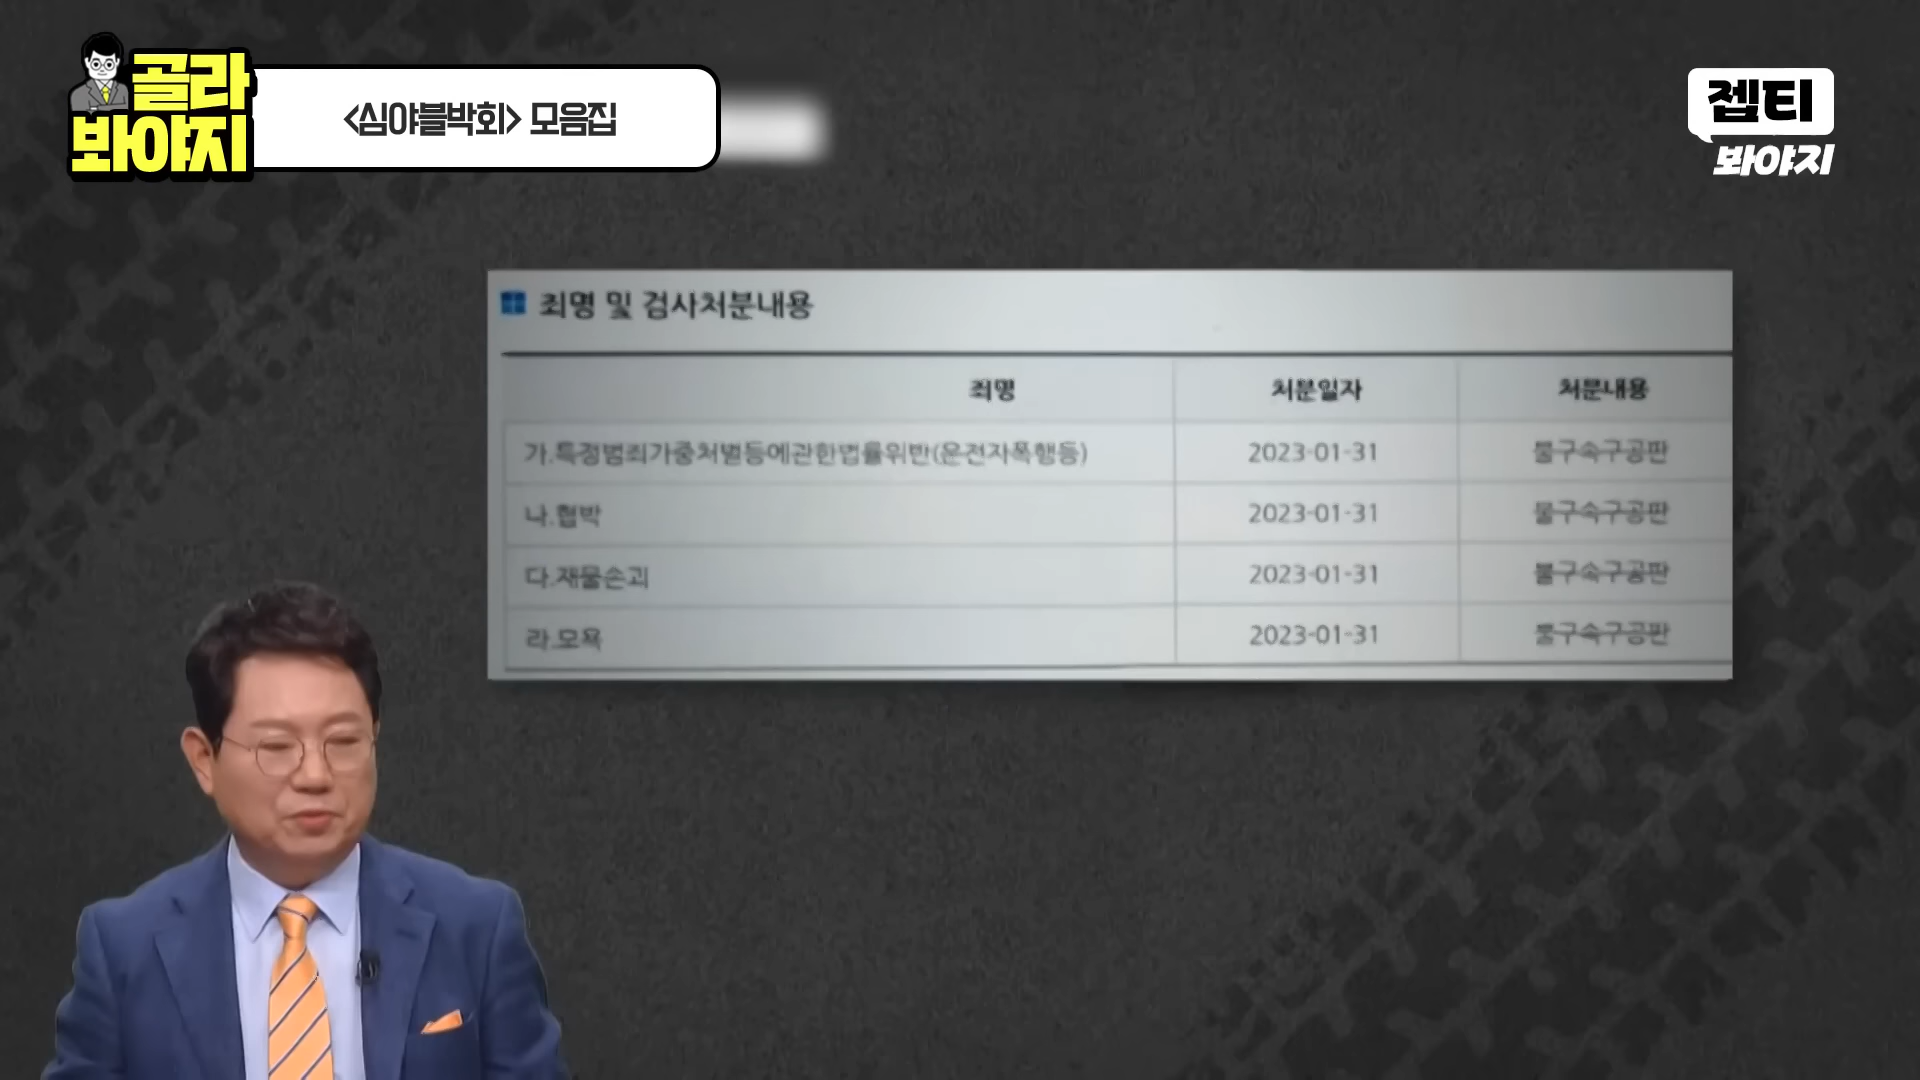 골라
봐야지
<심야블박회> 모음집
젭티
봐야지
죄명 및 검사처분내용
죄명 처분일자 처분내용
가.특정범죄가중처벌등에관한법률위반(운전자폭행등) 2023-01-31 불구속구공판
나.협박 2023-01-31 불구속구공판
다.재물손괴 2023-01-31 불구속구공판
라.모욕 2023-01-31 불구속구공판